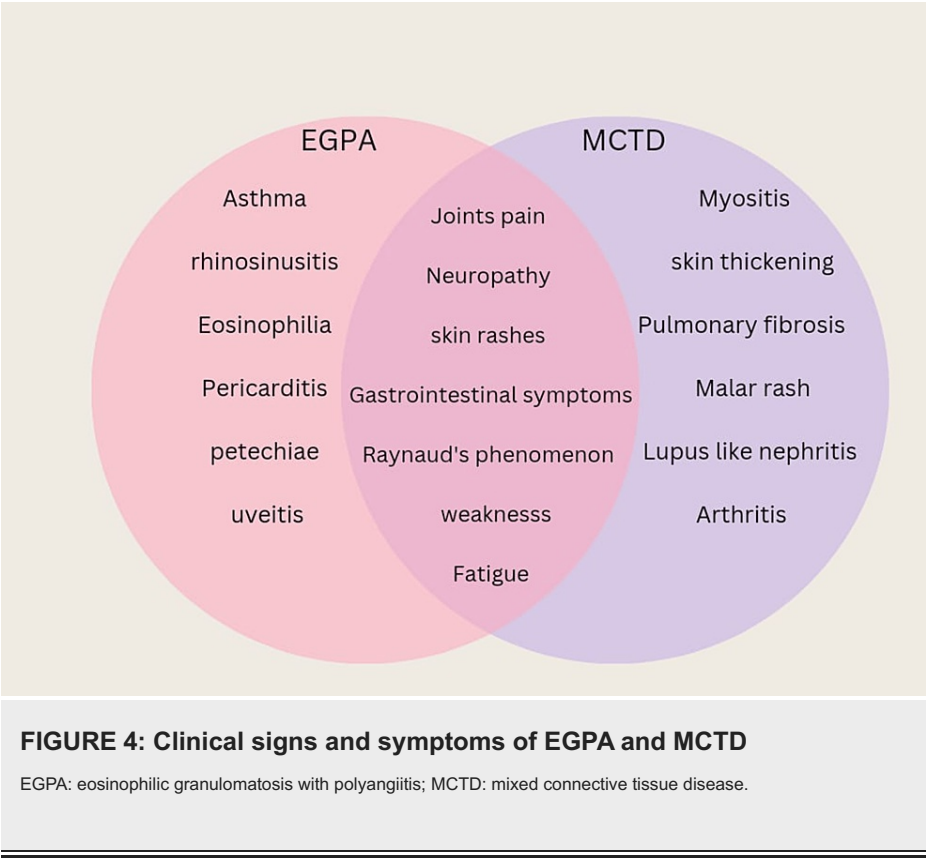 EGPA
MCTD
Asthma
rhinosinusitis
Eosinophilia
Pericarditis
petechiae
uveitis
Joints pain
Neuropathy
skin rashes
Gastrointestinal symptoms
Raynaud's phenomenon
weaknesss
Fatigue
Myositis
skin thickening
Pulmonary fibrosis
Malar rash
Lupus like nephritis
Arthritis
FIGURE 4: Clinical signs and symptoms of EGPA and MCTD
EGPA: eosinophilic granulomatosis with polyangiitis; MCTD: mixed connective tissue disease.